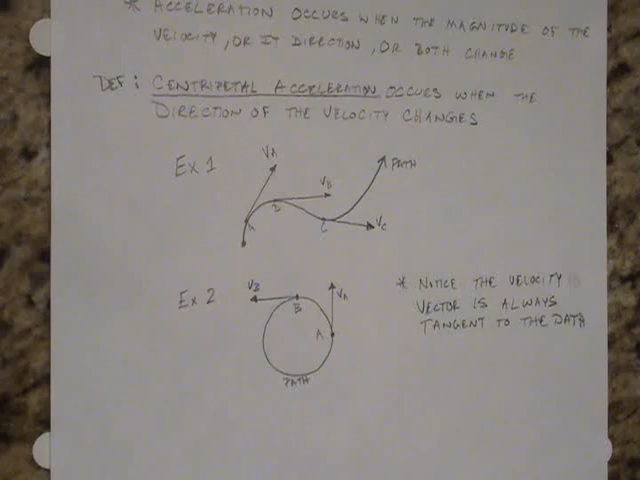 * ACCELERATION OCCURS WHEN THE MAGNITUDE OF THE
VELOCITY, OR IT DIRECTION, OR BOTH CHANGE
DEF: CENTRIPETAL ACCELERATION OCCURS WHEN THE
DIRECTION OF THE VELOCITY CHANGES
Ex 1
VA
A
B
VB
C
VC
PATH
Ex 2
VB
B
VA
A
PATH
* NOTICE THE VELOCITY
VECTOR IS ALWAYS
TANGENT TO THE PATH